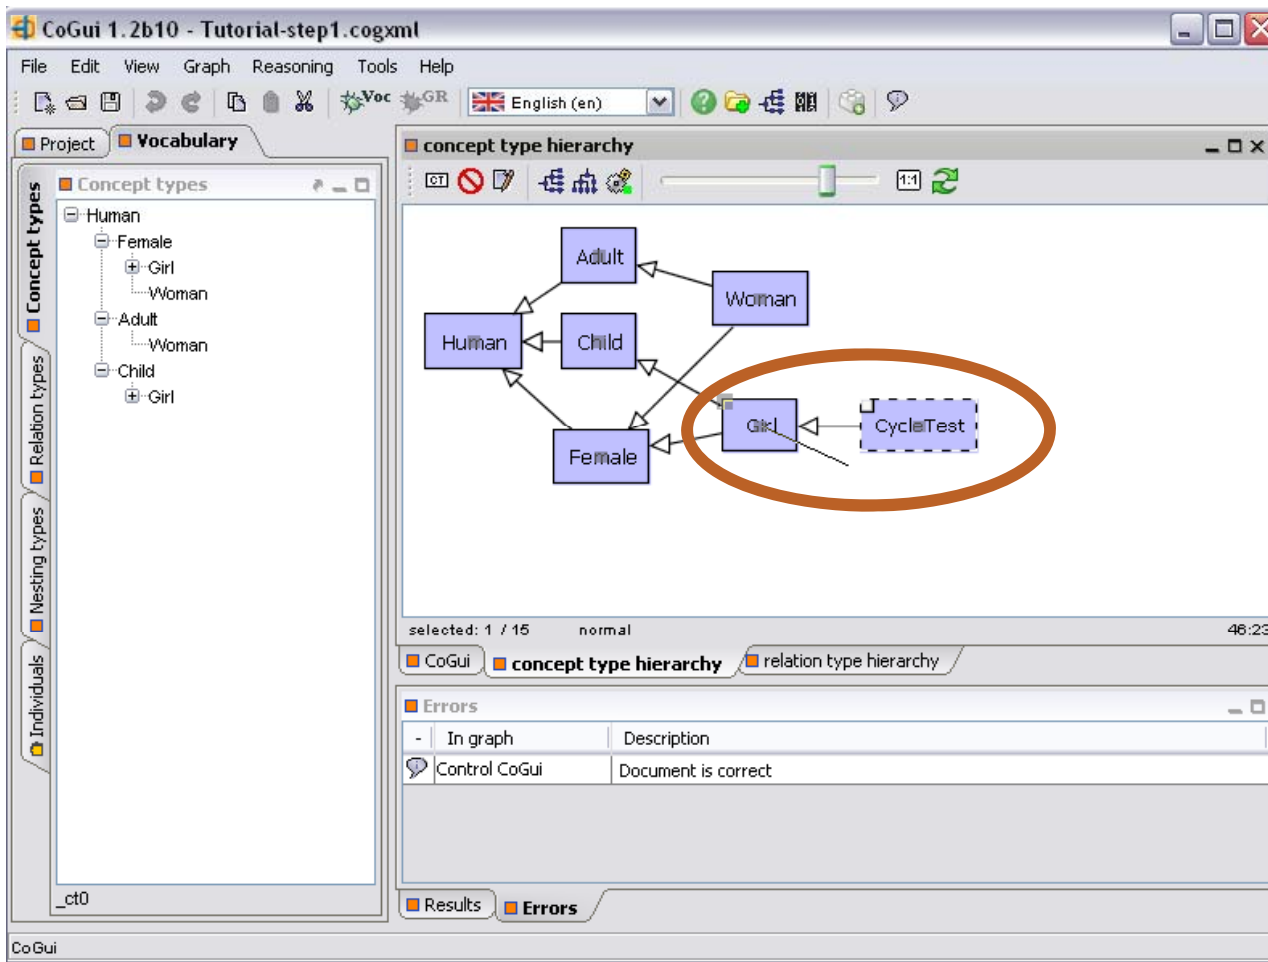 CoGui 1.2b10 - Tutorial-step1.cogxml
File Edit View Graph Reasoning Tools Help
Voc GR English (en)
Project Vocabulary
Concept types
Relation types
Nesting types
Individuals
Concept types
Human
Female
Girl
Woman
Adult
Woman
Child
Girl
_ct0
concept type hierarchy
CT 1:1
Adult
Woman
Human
Child
Girl
CycleTest
Female
selected: 1 / 15 normal 46:23
CoGui concept type hierarchy relation type hierarchy
Errors
- In graph Description
Control CoGui Document is correct
Results Errors
CoGui